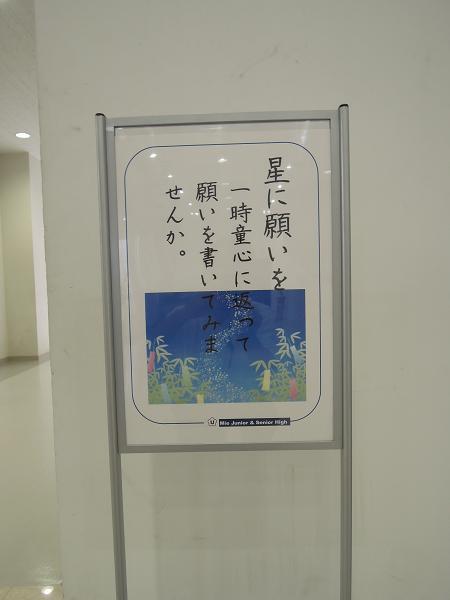 星に願いを
一時童心に返って
願いを書いてみま
せんか。
U
Mie Junior & Senior High